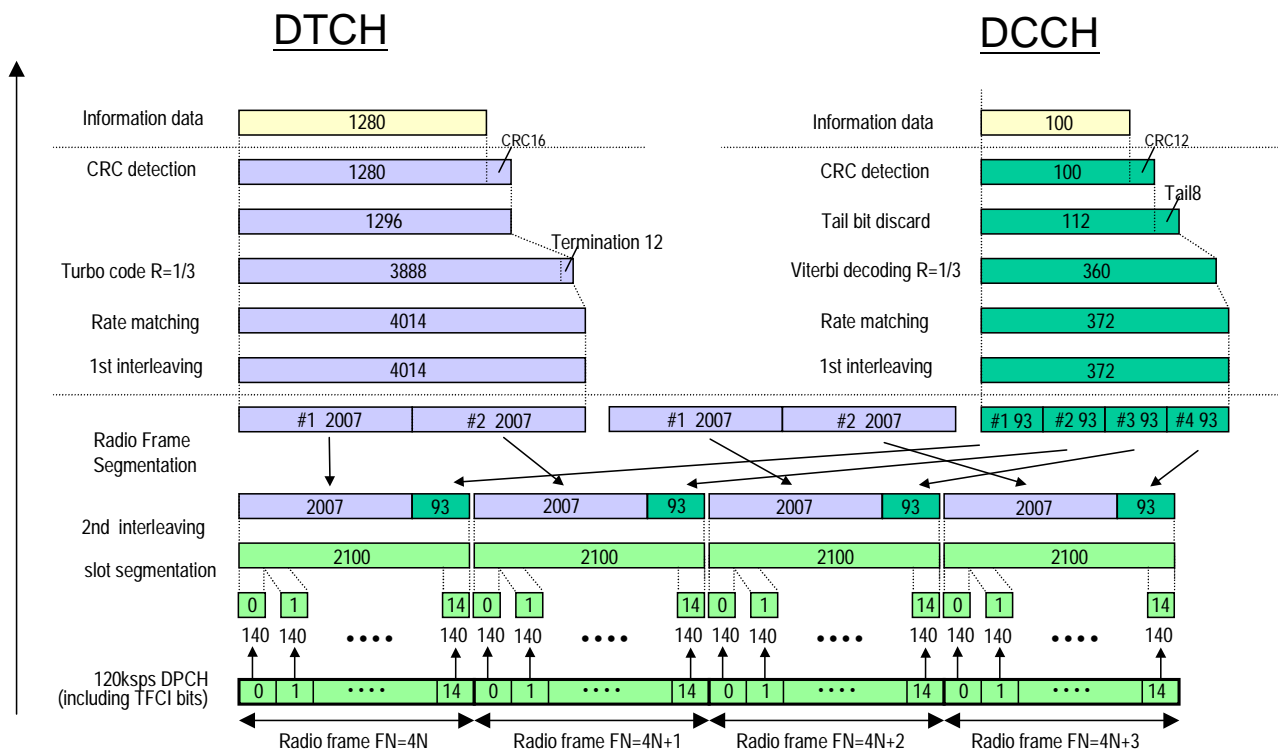 DTCH DCCH
Information data 1280 Information data 100
CRC16 CRC12
CRC detection 1280 CRC detection 100
Tail8
1296 Tail bit discard 112
Termination 12
Turbo code R=1/3 3888 Viterbi decoding R=1/3 360
Rate matching 4014 Rate matching 372
1st interleaving 4014 1st interleaving 372
#1 2007 #2 2007 #1 2007 #2 2007 #1 93 #2 93 #3 93 #4 93
Radio Frame
Segmentation
2007 93 2007 93 2007 93 2007 93
2nd interleaving
2100 2100 2100 2100
slot segmentation
0 1 14 0 1 14 0 1 14 0 1 14
140 140 •••• 140 140 140 •••• 140 140 140 •••• 140 140 140 •••• 140
120ksps DPCH
(including TFCI bits)
0 1 •••• 14 0 1 •••• 14 0 1 •••• 14 0 1 •••• 14
Radio frame FN=4N Radio frame FN=4N+1 Radio frame FN=4N+2 Radio frame FN=4N+3